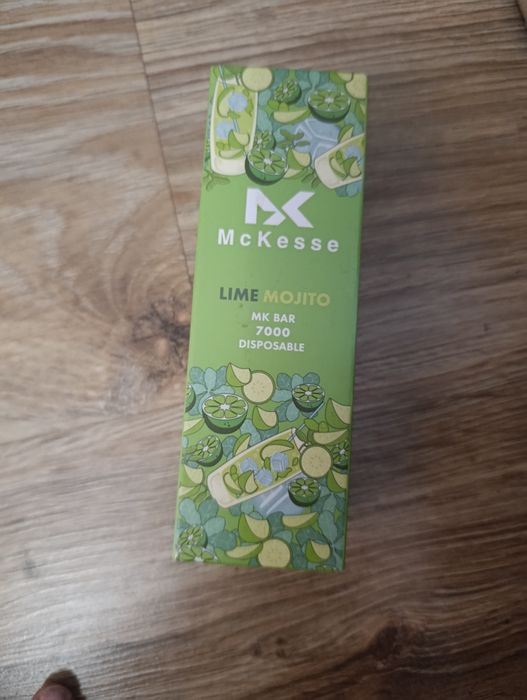 McKesse
LIME MOJITO
MK BAR
7000
DISPOSABLE